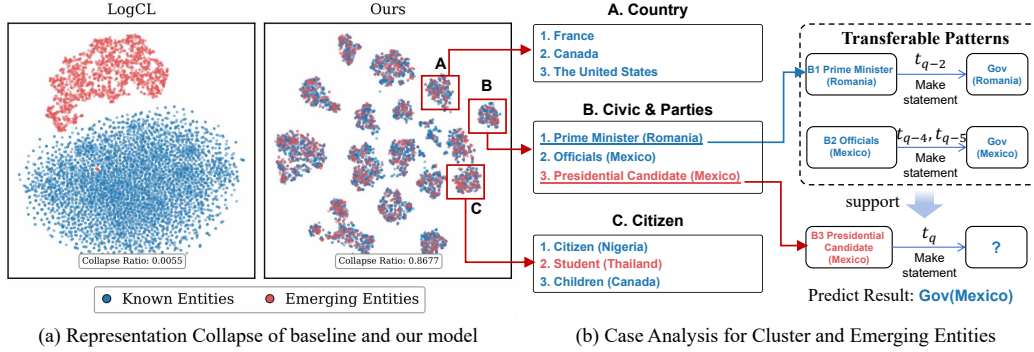 LogCL
Ours
A
B
C
Collapse Ratio: 0.0055
Collapse Ratio: 0.8677
Known Entities
Emerging Entities
(a) Representation Collapse of baseline and our model
A. Country
1. France
2. Canada
3. The United States
B. Civic & Parties
1. Prime Minister (Romania)
2. Officials (Mexico)
3. Presidential Candidate (Mexico)
C. Citizen
1. Citizen (Nigeria)
2. Student (Thailand)
3. Children (Canada)
Transferable Patterns
B1 Prime Minister
(Romania)
t_{q-2}
Make
statement
Gov
(Romania)
B2 Officials
(Mexico)
t_{q-4}, t_{q-5}
Make
statement
Gov
(Mexico)
support
B3 Presidential
Candidate
(Mexico)
t_q
Make
statement
?
Predict Result: Gov(Mexico)
(b) Case Analysis for Cluster and Emerging Entities